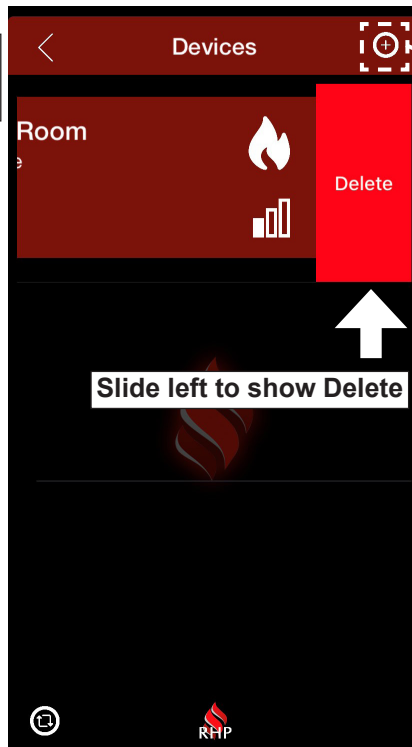 Devices
Room
e
Delete
Slide left to show Delete
RHP